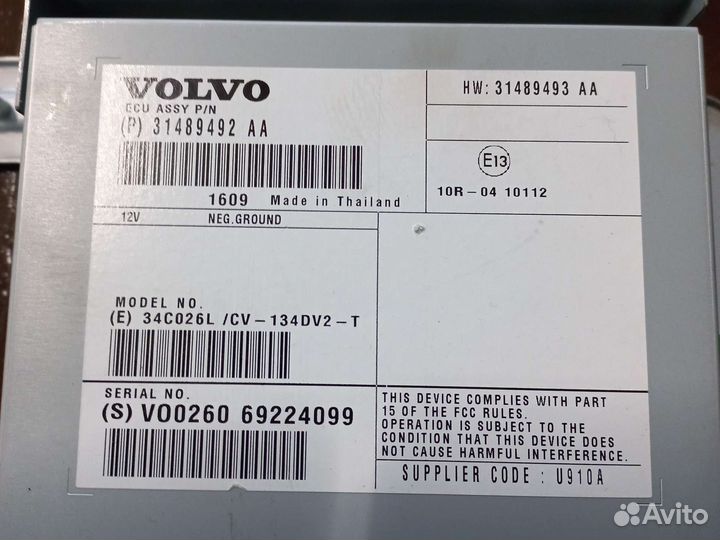 VOLVO
ECU ASSY P/N
(P) 31489492 AA
HW: 31489493 AA
E13
10R-04 10112
1609 Made in Thailand
12V NEG.GROUND
MODEL NO.
(E) 34C026L /CV-134DV2-T
SERIAL NO.
(S) VO0260 69224099
THIS DEVICE COMPLIES WITH PART
15 OF THE FCC RULES.
OPERATION IS SUBJECT TO THE
CONDITION THAT THIS DEVICE DOES
NOT CAUSE HARMFUL INTERFERENCE.
SUPPLIER CODE : U910A
Avito